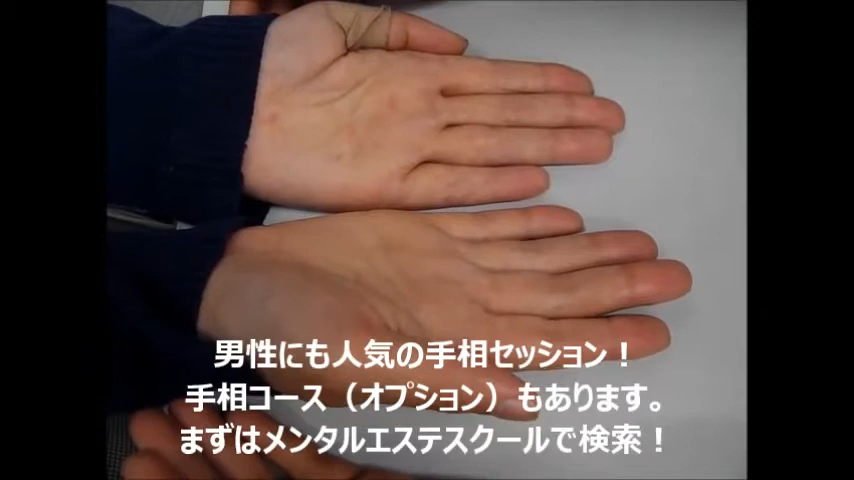 男性にも人気の手相セッション！
手相コース（オプション）もあります。
まずはメンタルエステスクールで検索！